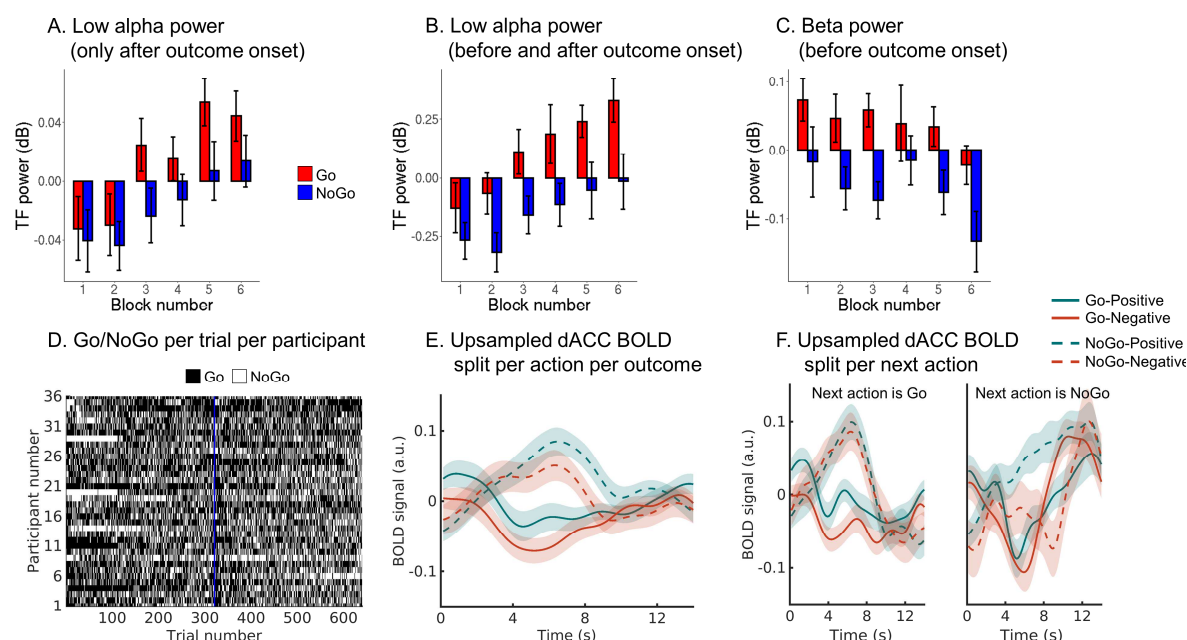 A. Low alpha power
(only after outcome onset)
TF power (dB)
0.04
0.00
-0.04
1 2 3 4 5 6
Block number
Go
NoGo
B. Low alpha power
(before and after outcome onset)
TF power (dB)
0.25
0.00
-0.25
1 2 3 4 5 6
Block number
C. Beta power
(before outcome onset)
TF power (dB)
0.1
0.0
-0.1
1 2 3 4 5 6
Block number
Go-Positive
Go-Negative
NoGo-Positive
NoGo-Negative
D. Go/NoGo per trial per participant
Go NoGo
Participant number
36
31
26
21
16
11
6
1
100 200 300 400 500 600
Trial number
E. Upsampled dACC BOLD
split per action per outcome
BOLD signal (a.u.)
0.1
0
-0.1
0 4 8 12
Time (s)
F. Upsampled dACC BOLD
split per next action
Next action is Go
Next action is NoGo
BOLD signal (a.u.)
0.1
0
-0.1
0 4 8 12
Time (s)
0 4 8 12
Time (s)